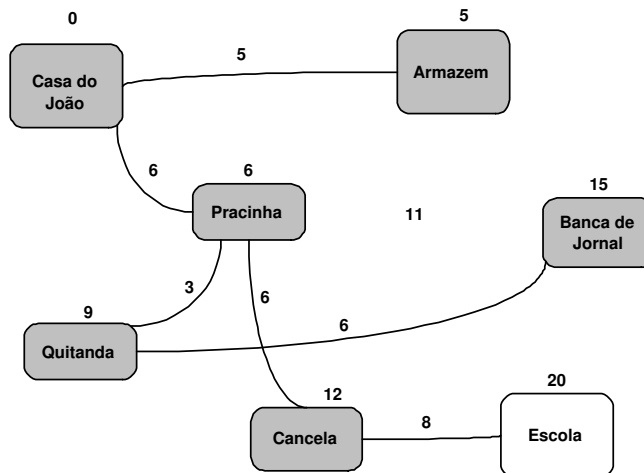 0
5
Casa do
João
5
Armazem
6
6
Pracinha
11
15
Banca de
Jornal
3
6
9
Quitanda
6
12
Cancela
8
20
Escola